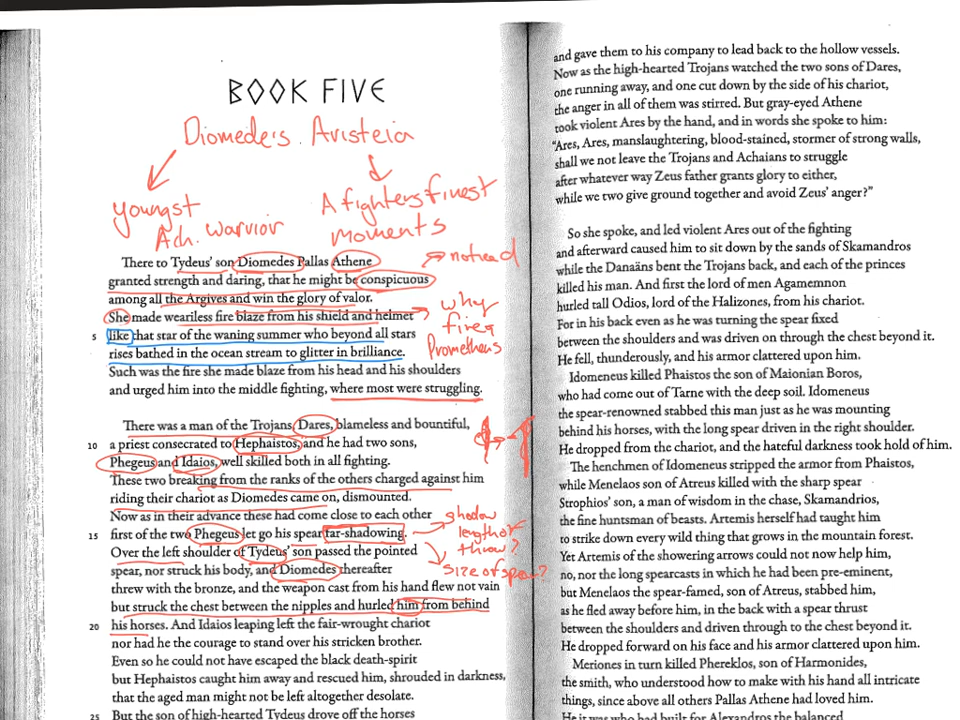 BOOK FIVE
Diomede's Aristeia
youngst
Ach. Warrior
A fighters finest
moments
There to Tydeus' son Diomedes Pallas Athene
→ not read
granted strength and daring, that he might be conspicuous
among all the Argives and win the glory of valor.
She made weariless fire blaze from his shield and helmet
why
fire?
Prometheus
5 like that star of the waning summer who beyond all stars
rises bathed in the ocean stream to glitter in brilliance.
Such was the fire she made blaze from his head and his shoulders
and urged him into the middle fighting, where most were struggling.
There was a man of the Trojans, Dares, blameless and bountiful,
10 a priest consecrated to Hephaistos, and he had two sons,
Phegeus and Idaios, well skilled both in all fighting.
These two breaking from the ranks of the others charged against him
riding their chariot as Diomedes came on, dismounted.
Now as in their advance these had come close to each other
15 first of the two Phegeus let go his spear far-shadowing.
shadow
length of
throw?
size of spear?
Over the left shoulder of Tydeus' son passed the pointed
spear, nor struck his body, and Diomedes thereafter
threw with the bronze, and the weapon cast from his hand flew not vain
but struck the chest between the nipples and hurled him from behind
20 his horses. And Idaios leaping left the fair-wrought chariot
nor had he the courage to stand over his stricken brother.
Even so he could not have escaped the black death-spirit
but Hephaistos caught him away and rescued him, shrouded in darkness,
that the aged man might not be left altogether desolate.
25 But the son of high-hearted Tydeus drove off the horses
and gave them to his company to lead back to the hollow vessels.
Now as the high-hearted Trojans watched the two sons of Dares,
one running away, and one cut down by the side of his chariot,
the anger in all of them was stirred. But gray-eyed Athene
took violent Ares by the hand, and in words she spoke to him:
"Ares, Ares, manslaughtering, blood-stained, stormer of strong walls,
shall we not leave the Trojans and Achaians to struggle
after whatever way Zeus father grants glory to either,
while we two give ground together and avoid Zeus' anger?"
So she spoke, and led violent Ares out of the fighting
and afterward caused him to sit down by the sands of Skamandros
while the Danaäns bent the Trojans back, and each of the princes
killed his man. And first the lord of men Agamemnon
hurled tall Odios, lord of the Halizones, from his chariot.
For in his back even as he was turning the spear fixed
between the shoulders and was driven on through the chest beyond it.
He fell, thunderously, and his armor clattered upon him.
Idomeneus killed Phaistos the son of Maionian Boros,
who had come out of Tarne with the deep soil. Idomeneus
the spear-renowned stabbed this man just as he was mounting
behind his horses, with the long spear driven in the right shoulder.
He dropped from the chariot, and the hateful darkness took hold of him.
The henchmen of Idomeneus stripped the armor from Phaistos,
while Menelaos son of Atreus killed with the sharp spear
Strophios' son, a man of wisdom in the chase, Skamandrios,
the fine huntsman of beasts. Artemis herself had taught him
to strike down every wild thing that grows in the mountain forest.
Yet Artemis of the showering arrows could not now help him,
no, nor the long spearcasts in which he had been pre-eminent,
but Menelaos the spear-famed, son of Atreus, stabbed him,
as he fled away before him, in the back with a spear thrust
between the shoulders and driven through to the chest beyond it.
He dropped forward on his face and his armor clattered upon him.
Meriones in turn killed Phereklos, son of Harmonides,
the smith, who understood how to make with his hand all intricate
things, since above all others Pallas Athene had loved him.
He it was who had built for Alexandros the balanced